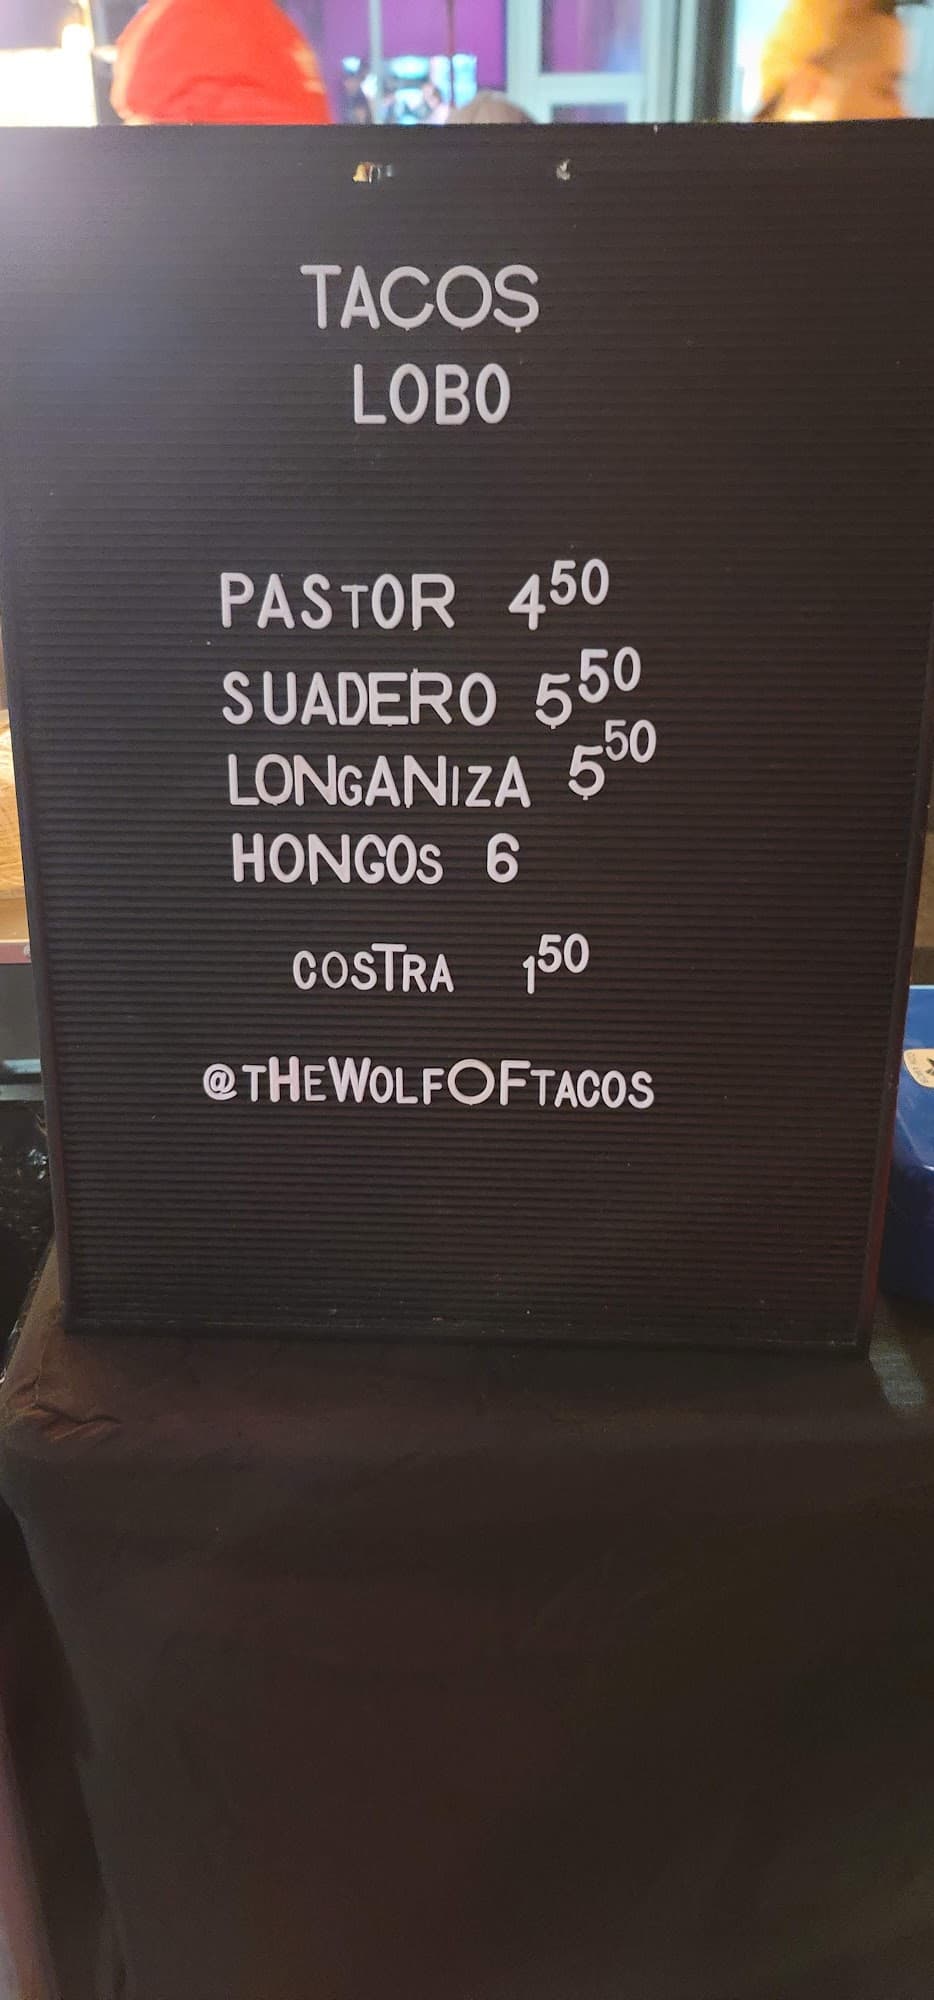 TACOS
LOBO
PASTOR 4⁵⁰
SUADERO 5⁵⁰
LONGANIZA 5⁵⁰
HONGOS 6
COSTRA 1⁵⁰
@THEWOLFOFTACOS